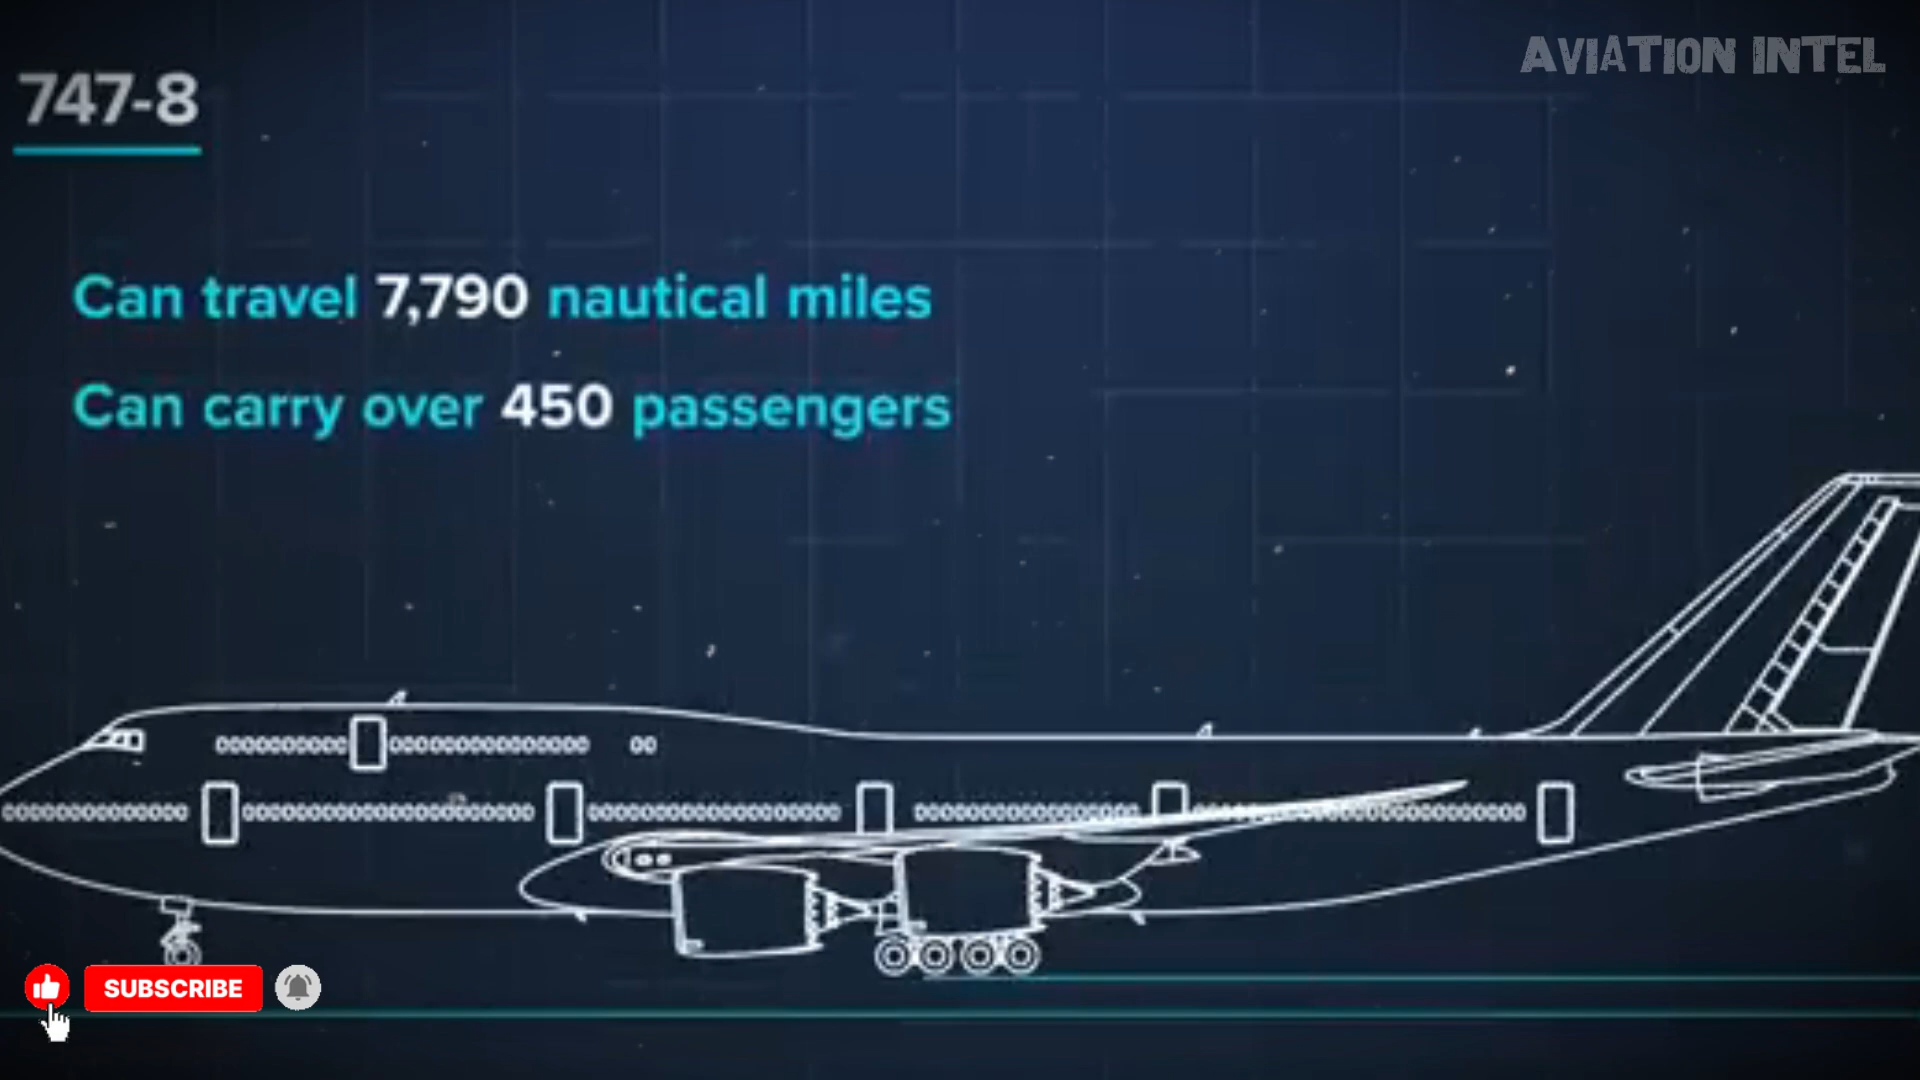 AVIATION INTEL
747-8
Can travel 7,790 nautical miles
Can carry over 450 passengers
SUBSCRIBE